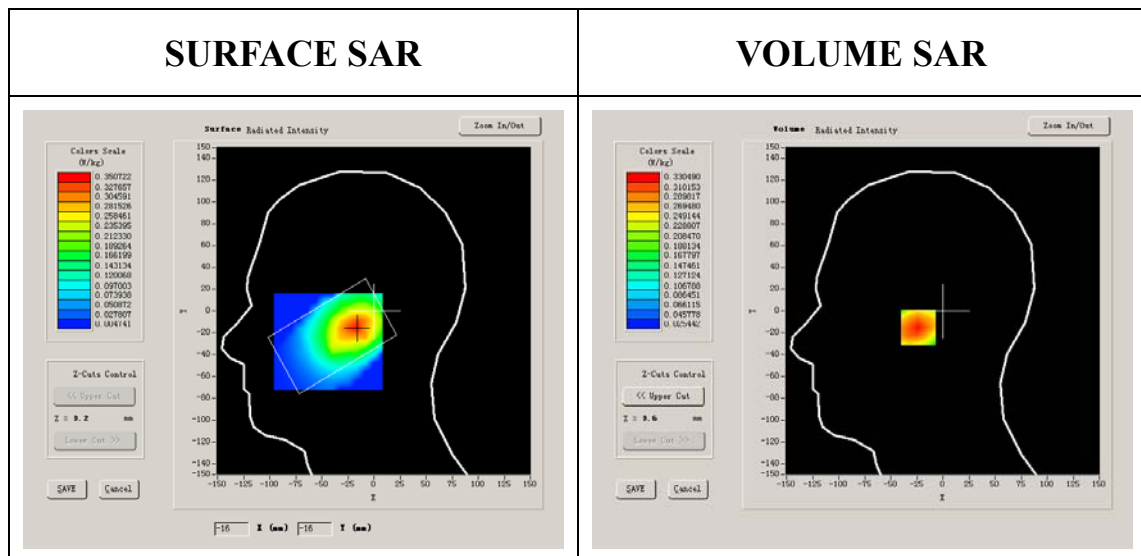 SURFACE SAR
VOLUME SAR
Surface Radiated Intensity
Zoom In/Out
Colors Scale
(W/kg)
0.350722
0.327657
0.304591
0.281526
0.258461
0.235395
0.212330
0.189264
0.166199
0.143134
0.120068
0.097003
0.073938
0.050872
0.027807
0.004741
150
140
120
100
80
60
40
20
0
-20
-40
-60
-80
-100
-120
-140
-150
Y
-150 -125 -100 -75 -50 -25 0 25 50 75 100 125 150
X
Z-Cuts Control
<< Upper Cut
Lower Cut >>
SAVE
Cancel
-16 X (mm) -16 Y (mm)
Volume Radiated Intensity
Zoom In/Out
Colors Scale
(W/kg)
0.330490
0.310153
0.289817
0.269480
0.249144
0.228807
0.208470
0.188134
0.167797
0.147461
0.127124
0.106788
0.086451
0.066115
0.045778
0.025442
150
140
120
100
80
60
40
20
0
-20
-40
-60
-80
-100
-120
-140
-150
Y
-150 -125 -100 -75 -50 -25 0 25 50 75 100 125 150
X
Z-Cuts Control
<< Upper Cut
Lower Cut >>
SAVE
Cancel